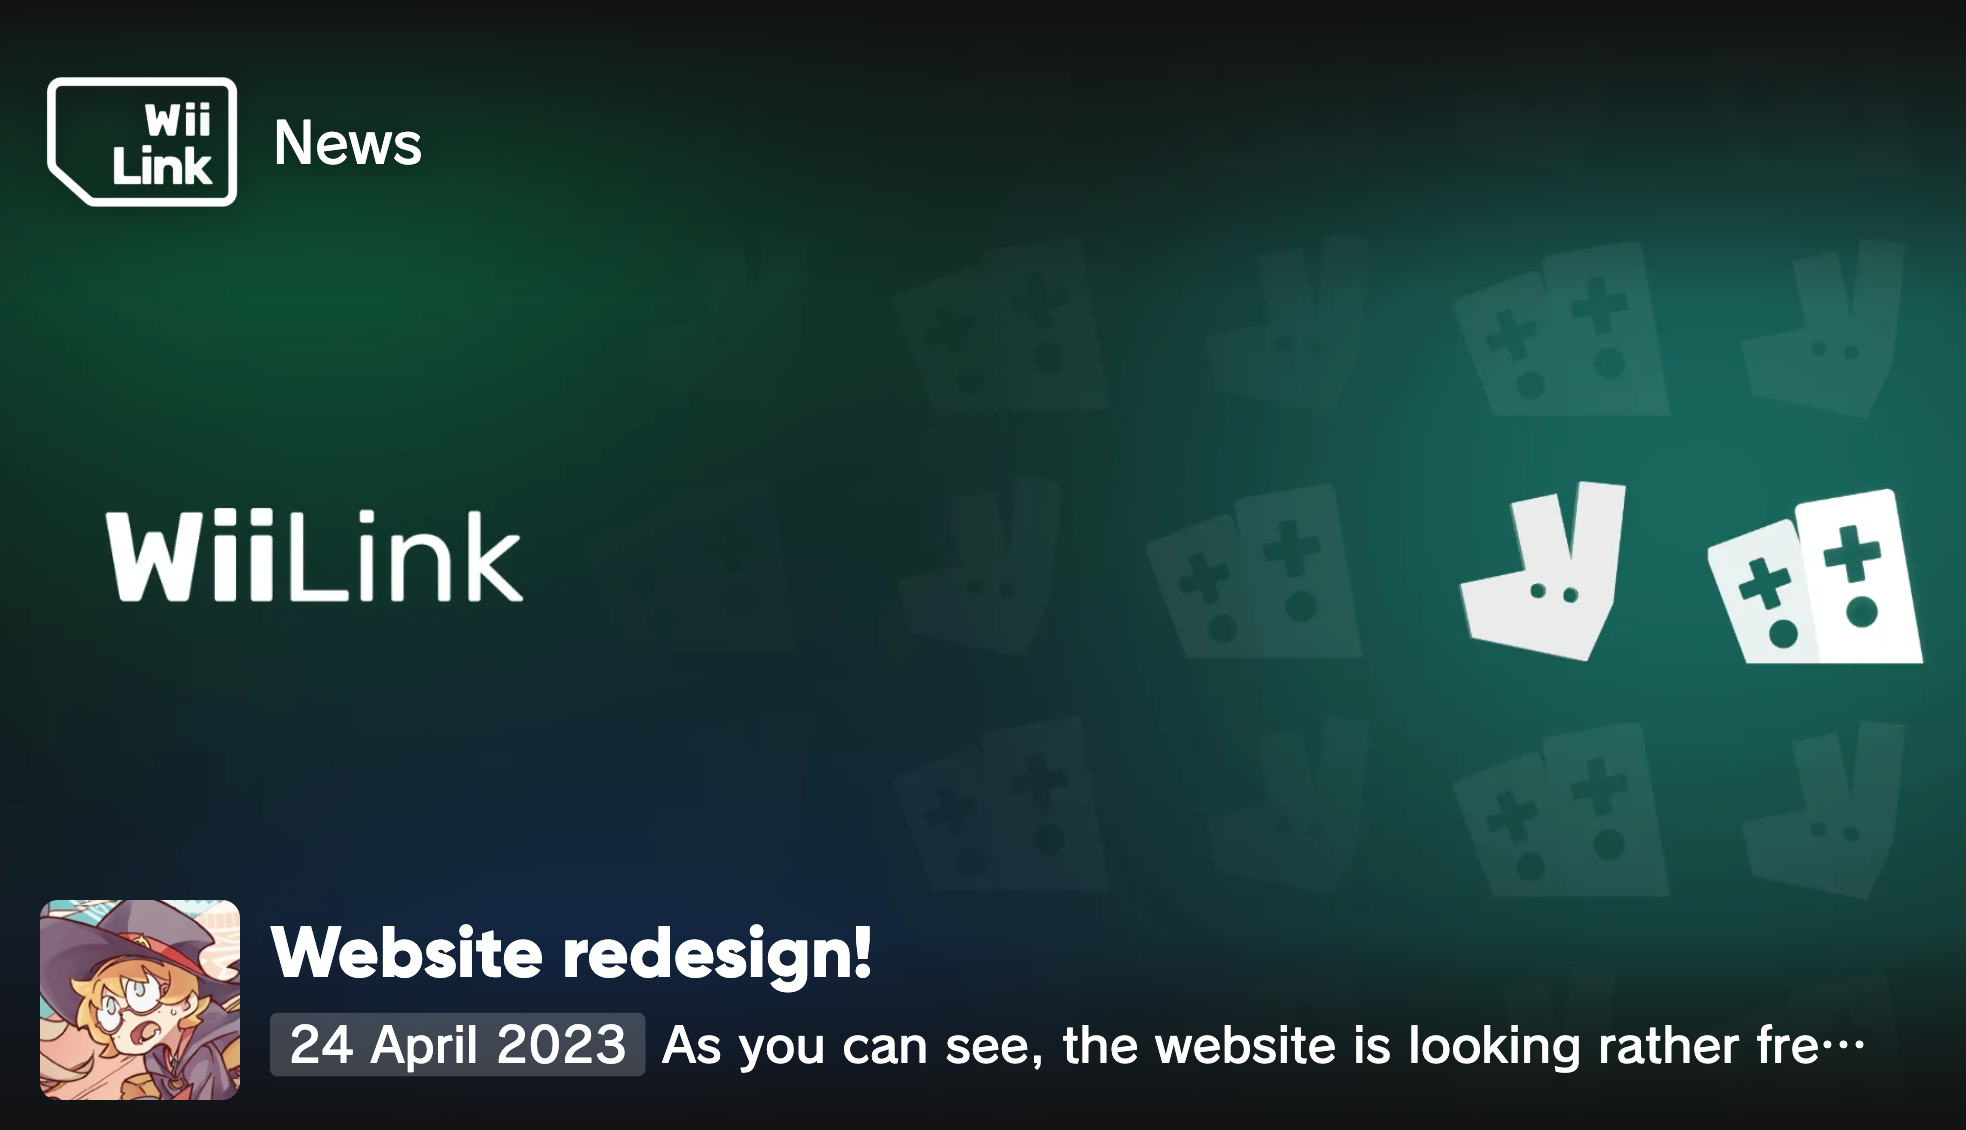 Wii
Link
News
WiiLink
Website redesign!
24 April 2023 As you can see, the website is looking rather fre…